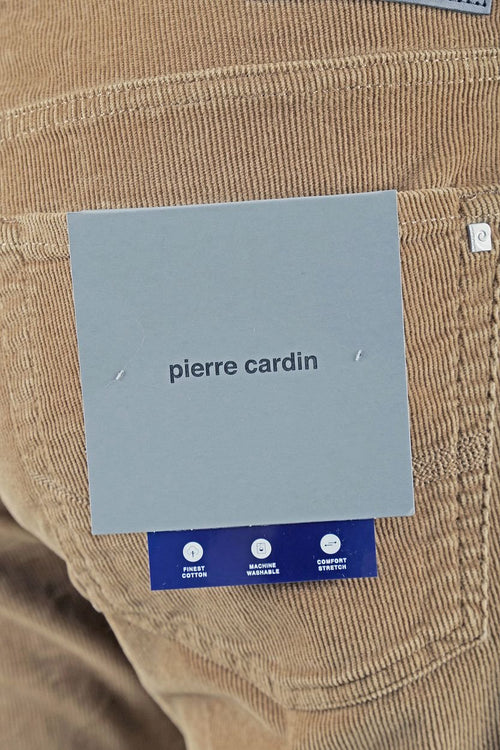 pierre cardin
FINEST
COTTON
MACHINE
WASHABLE
COMFORT
STRETCH